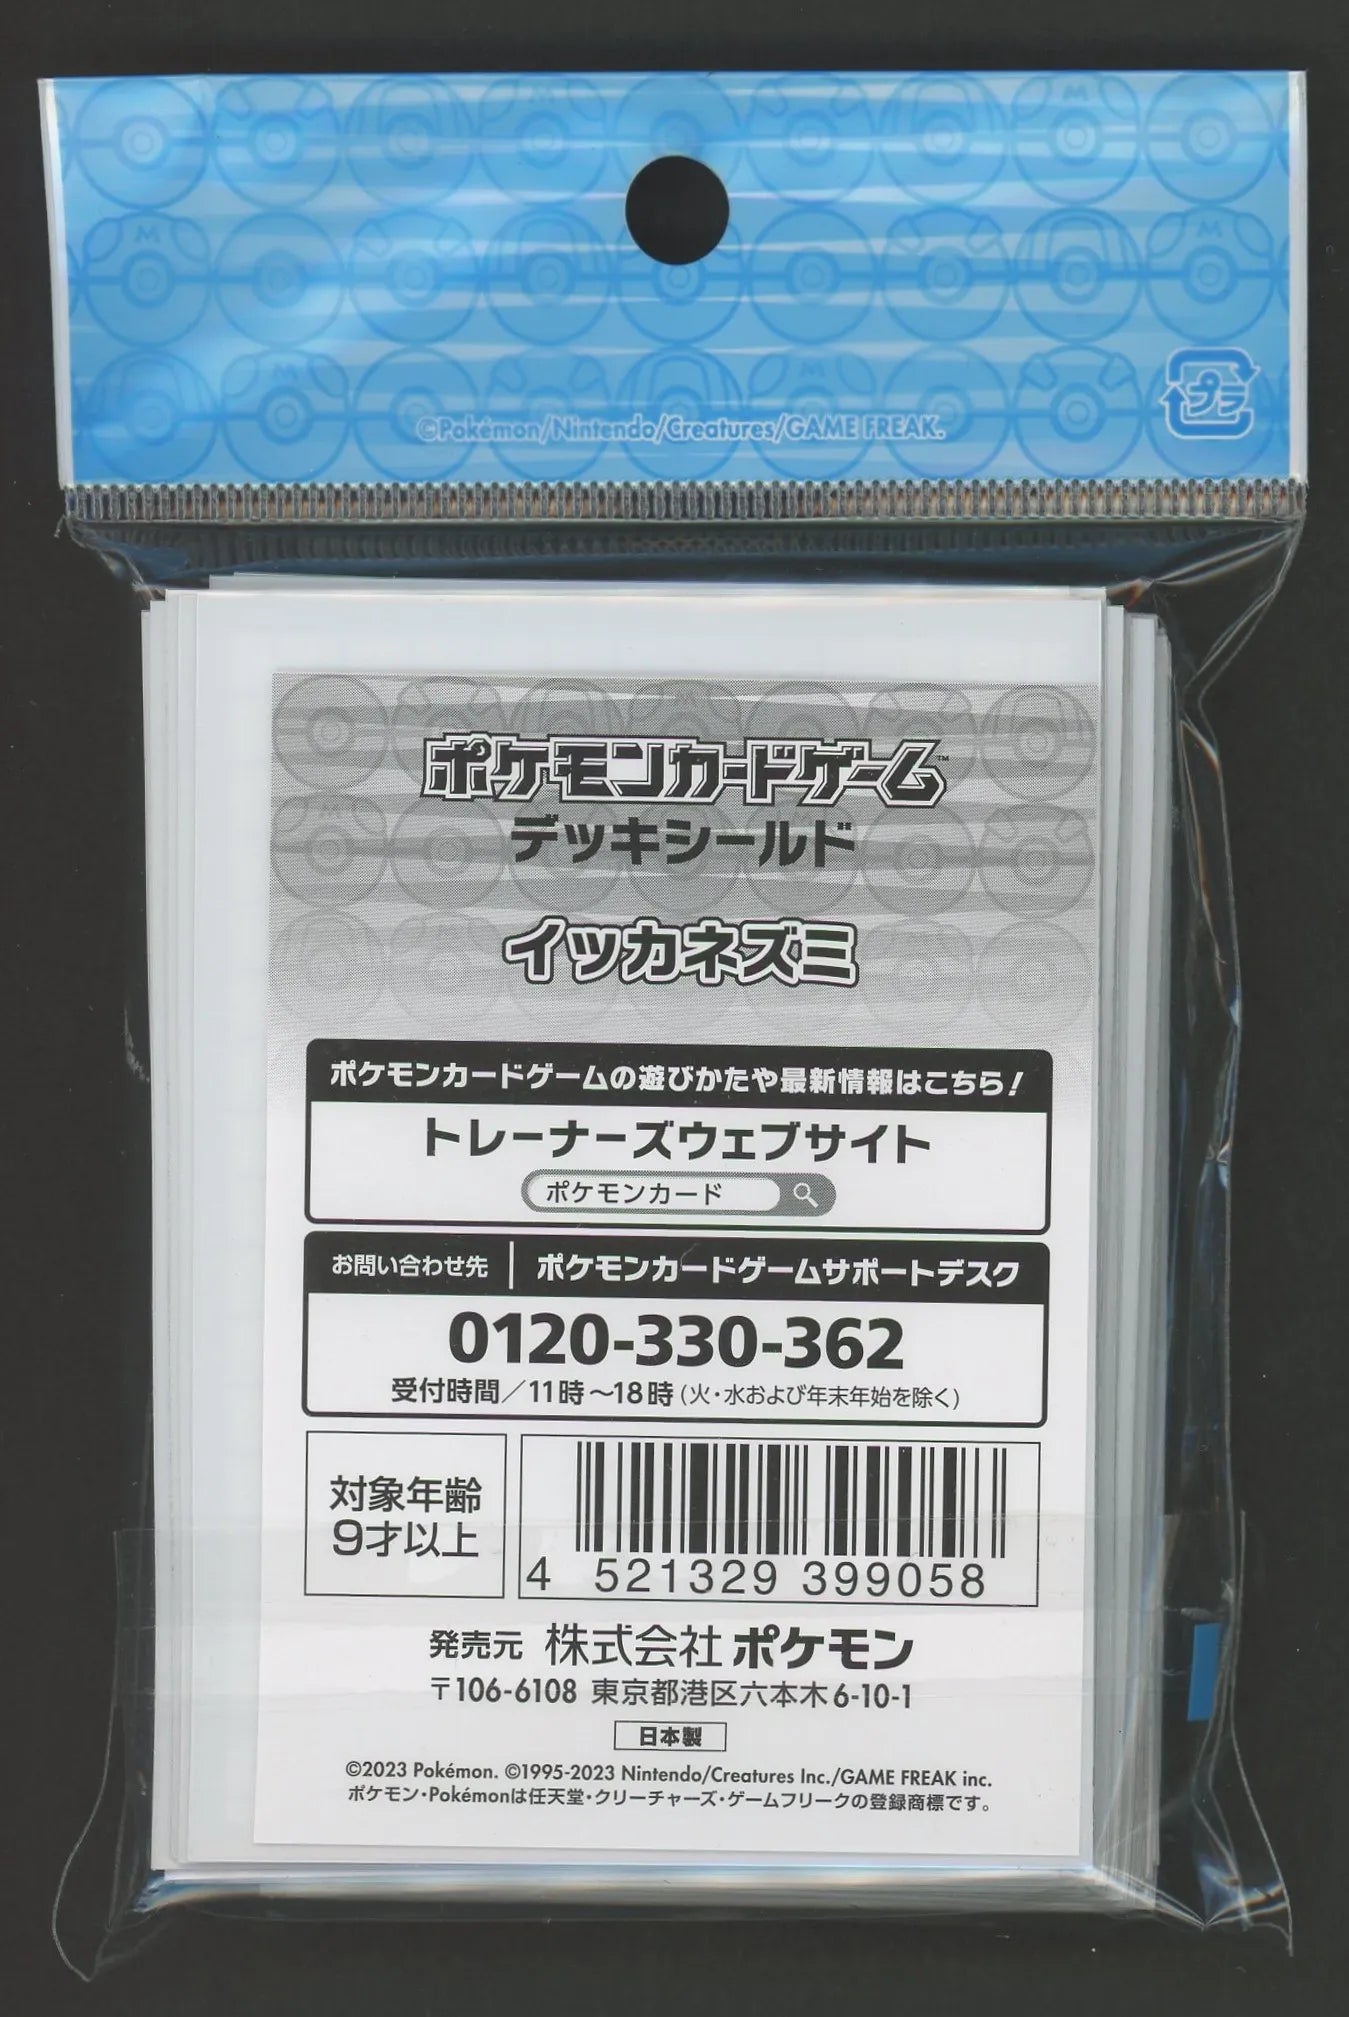 ©Pokémon/Nintendo/Creatures/GAME FREAK.
プラ
ポケモンカードゲーム™
デッキシールド
イッカネズミ
ポケモンカードゲームの遊びかたや最新情報はこちら！
トレーナーズウェブサイト
ポケモンカード
お問い合わせ先 ポケモンカードゲームサポートデスク
0120-330-362
受付時間／11時～18時（火・水および年末年始を除く）
対象年齢
9才以上
4 521329 399058
発売元 株式会社ポケモン
〒106-6108 東京都港区六本木6-10-1
日本製
©2023 Pokémon. ©1995-2023 Nintendo/Creatures Inc./GAME FREAK inc.
ポケモン・Pokémonは任天堂・クリーチャーズ・ゲームフリークの登録商標です。